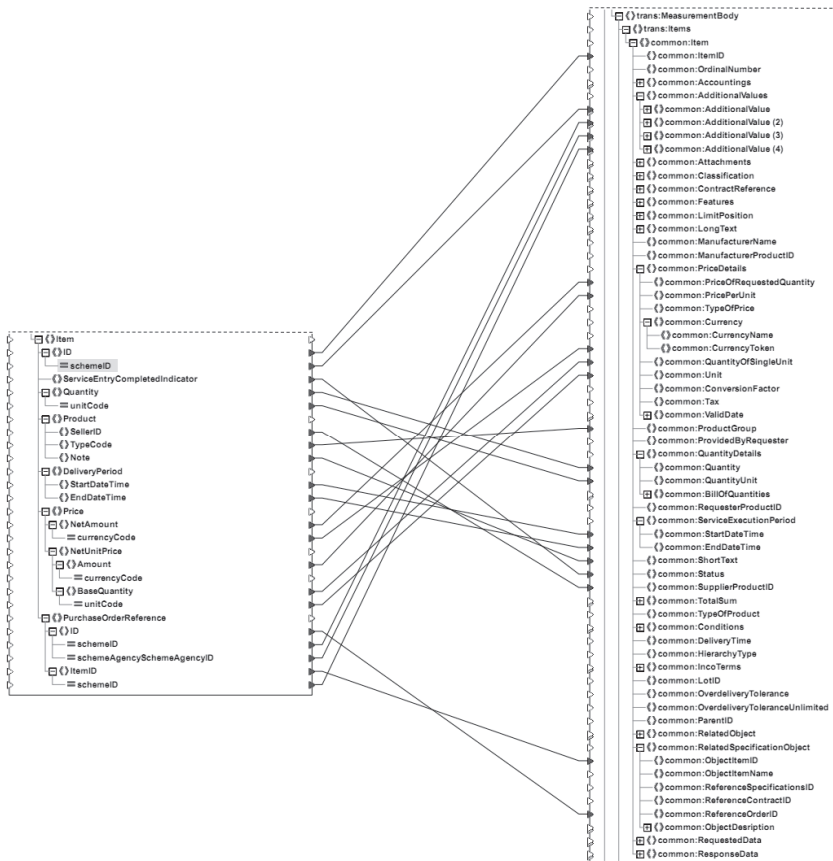 Item
ID
schemeID
ServiceEntryCompletedIndicator
Quantity
unitCode
Product
SellerID
TypeCode
Note
DeliveryPeriod
StartDateTime
EndDateTime
Price
NetAmount
currencyCode
NetUnitPrice
Amount
currencyCode
BaseQuantity
unitCode
PurchaseOrderReference
ID
schemeID
schemeAgencySchemeAgencyID
ItemID
schemeID
trans:MeasurementBody
trans:Items
common:Item
common:ItemID
common:OrdinalNumber
common:Accountings
common:AdditionalValues
common:AdditionalValue
common:AdditionalValue (2)
common:AdditionalValue (3)
common:AdditionalValue (4)
common:Attachments
common:Classification
common:ContractReference
common:Features
common:LimitPosition
common:LongText
common:ManufacturerName
common:ManufacturerProductID
common:PriceDetails
common:PriceOfRequestedQuantity
common:PricePerUnit
common:TypeOfPrice
common:Currency
common:CurrencyName
common:CurrencyToken
common:QuantityOfSingleUnit
common:Unit
common:ConversionFactor
common:Tax
common:ValidDate
common:ProductGroup
common:ProvidedByRequester
common:QuantityDetails
common:Quantity
common:QuantityUnit
common:BillOfQuantities
common:RequesterProductID
common:ServiceExecutionPeriod
common:StartDateTime
common:EndDateTime
common:ShortText
common:Status
common:SupplierProductID
common:TotalSum
common:TypeOfProduct
common:Conditions
common:DeliveryTime
common:HierarchyType
common:IncoTerms
common:LotID
common:OverdeliveryTolerance
common:OverdeliveryToleranceUnlimited
common:ParentID
common:RelatedObject
common:RelatedSpecificationObject
common:ObjectItemID
common:ObjectItemName
common:ReferenceSpecificationsID
common:ReferenceContractID
common:ReferenceOrderID
common:ObjectDesription
common:RequestedData
common:ResponseData